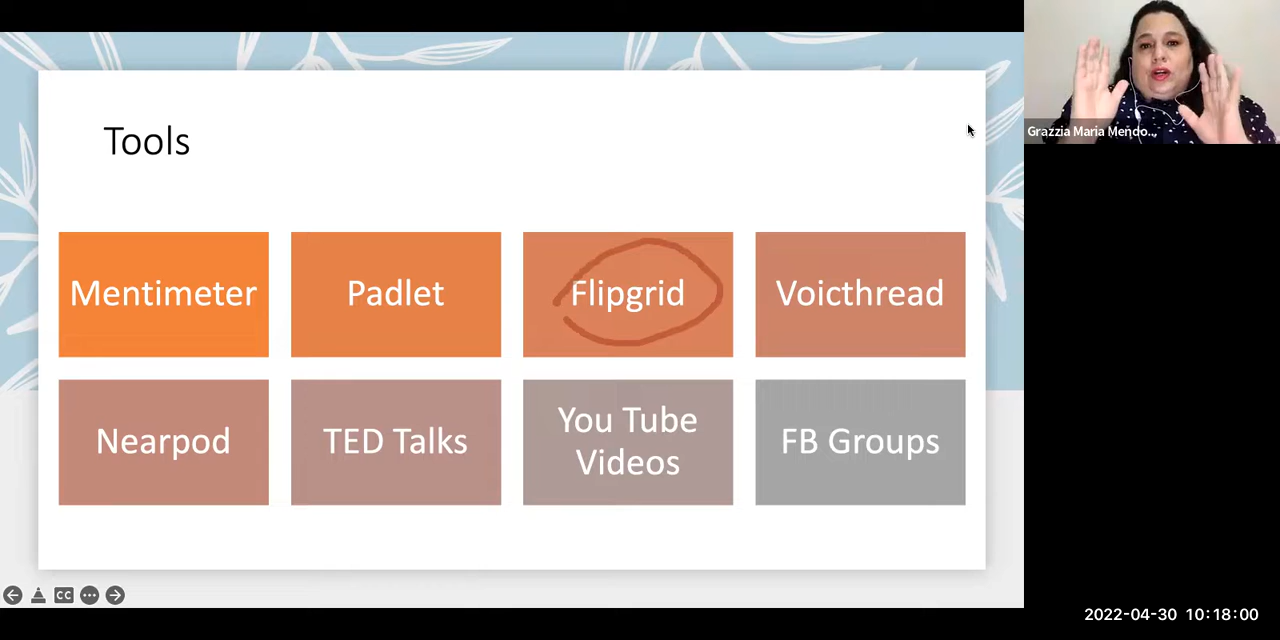 Tools
Mentimeter
Padlet
Flipgrid
Voicthread
Nearpod
TED Talks
You Tube
Videos
FB Groups
Grazzia Maria Mendo...
CC
2022-04-30 10:18:00